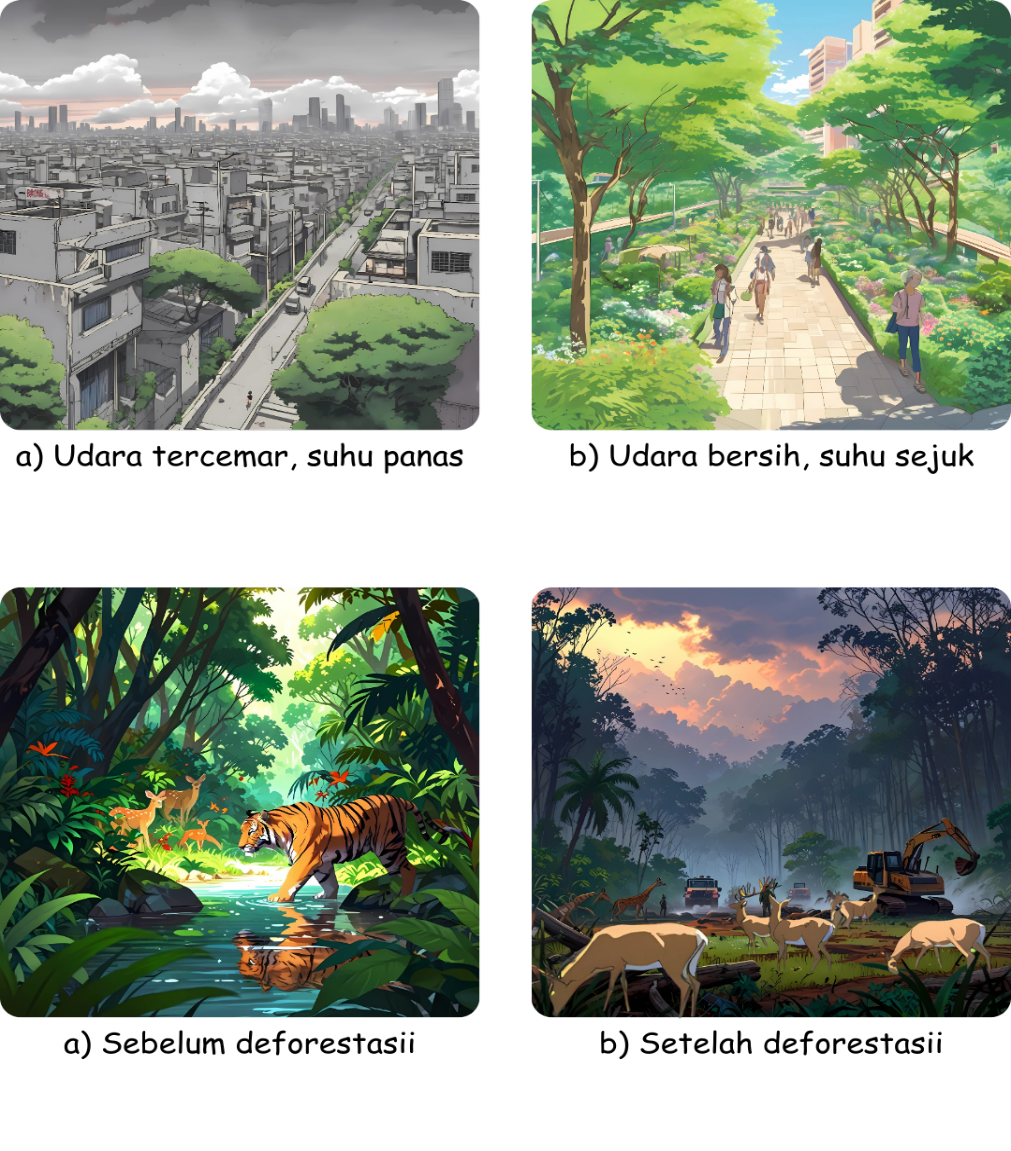 a) Udara tercemar, suhu panas
b) Udara bersih, suhu sejuk
a) Sebelum deforestasii
b) Setelah deforestasii